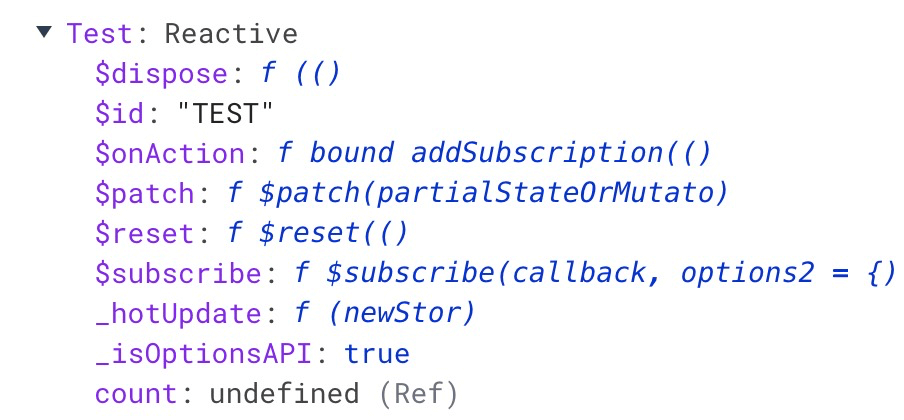 Test: Reactive
$dispose: f (()
$id: "TEST"
$onAction: f bound addSubscription(()
$patch: f $patch(partialStateOrMutato)
$reset: f $reset(()
$subscribe: f $subscribe(callback, options2 = {)
_hotUpdate: f (newStor)
_isOptionsAPI: true
count: undefined (Ref)